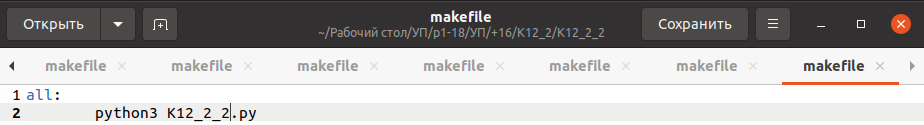 Открыть
makefile
~/Рабочий стол/УП/р1-18/УП/+16/K12_2/K12_2_2
Сохранить
makefile makefile makefile makefile makefile makefile makefile
1 all:
2 python3 K12_2_2.py